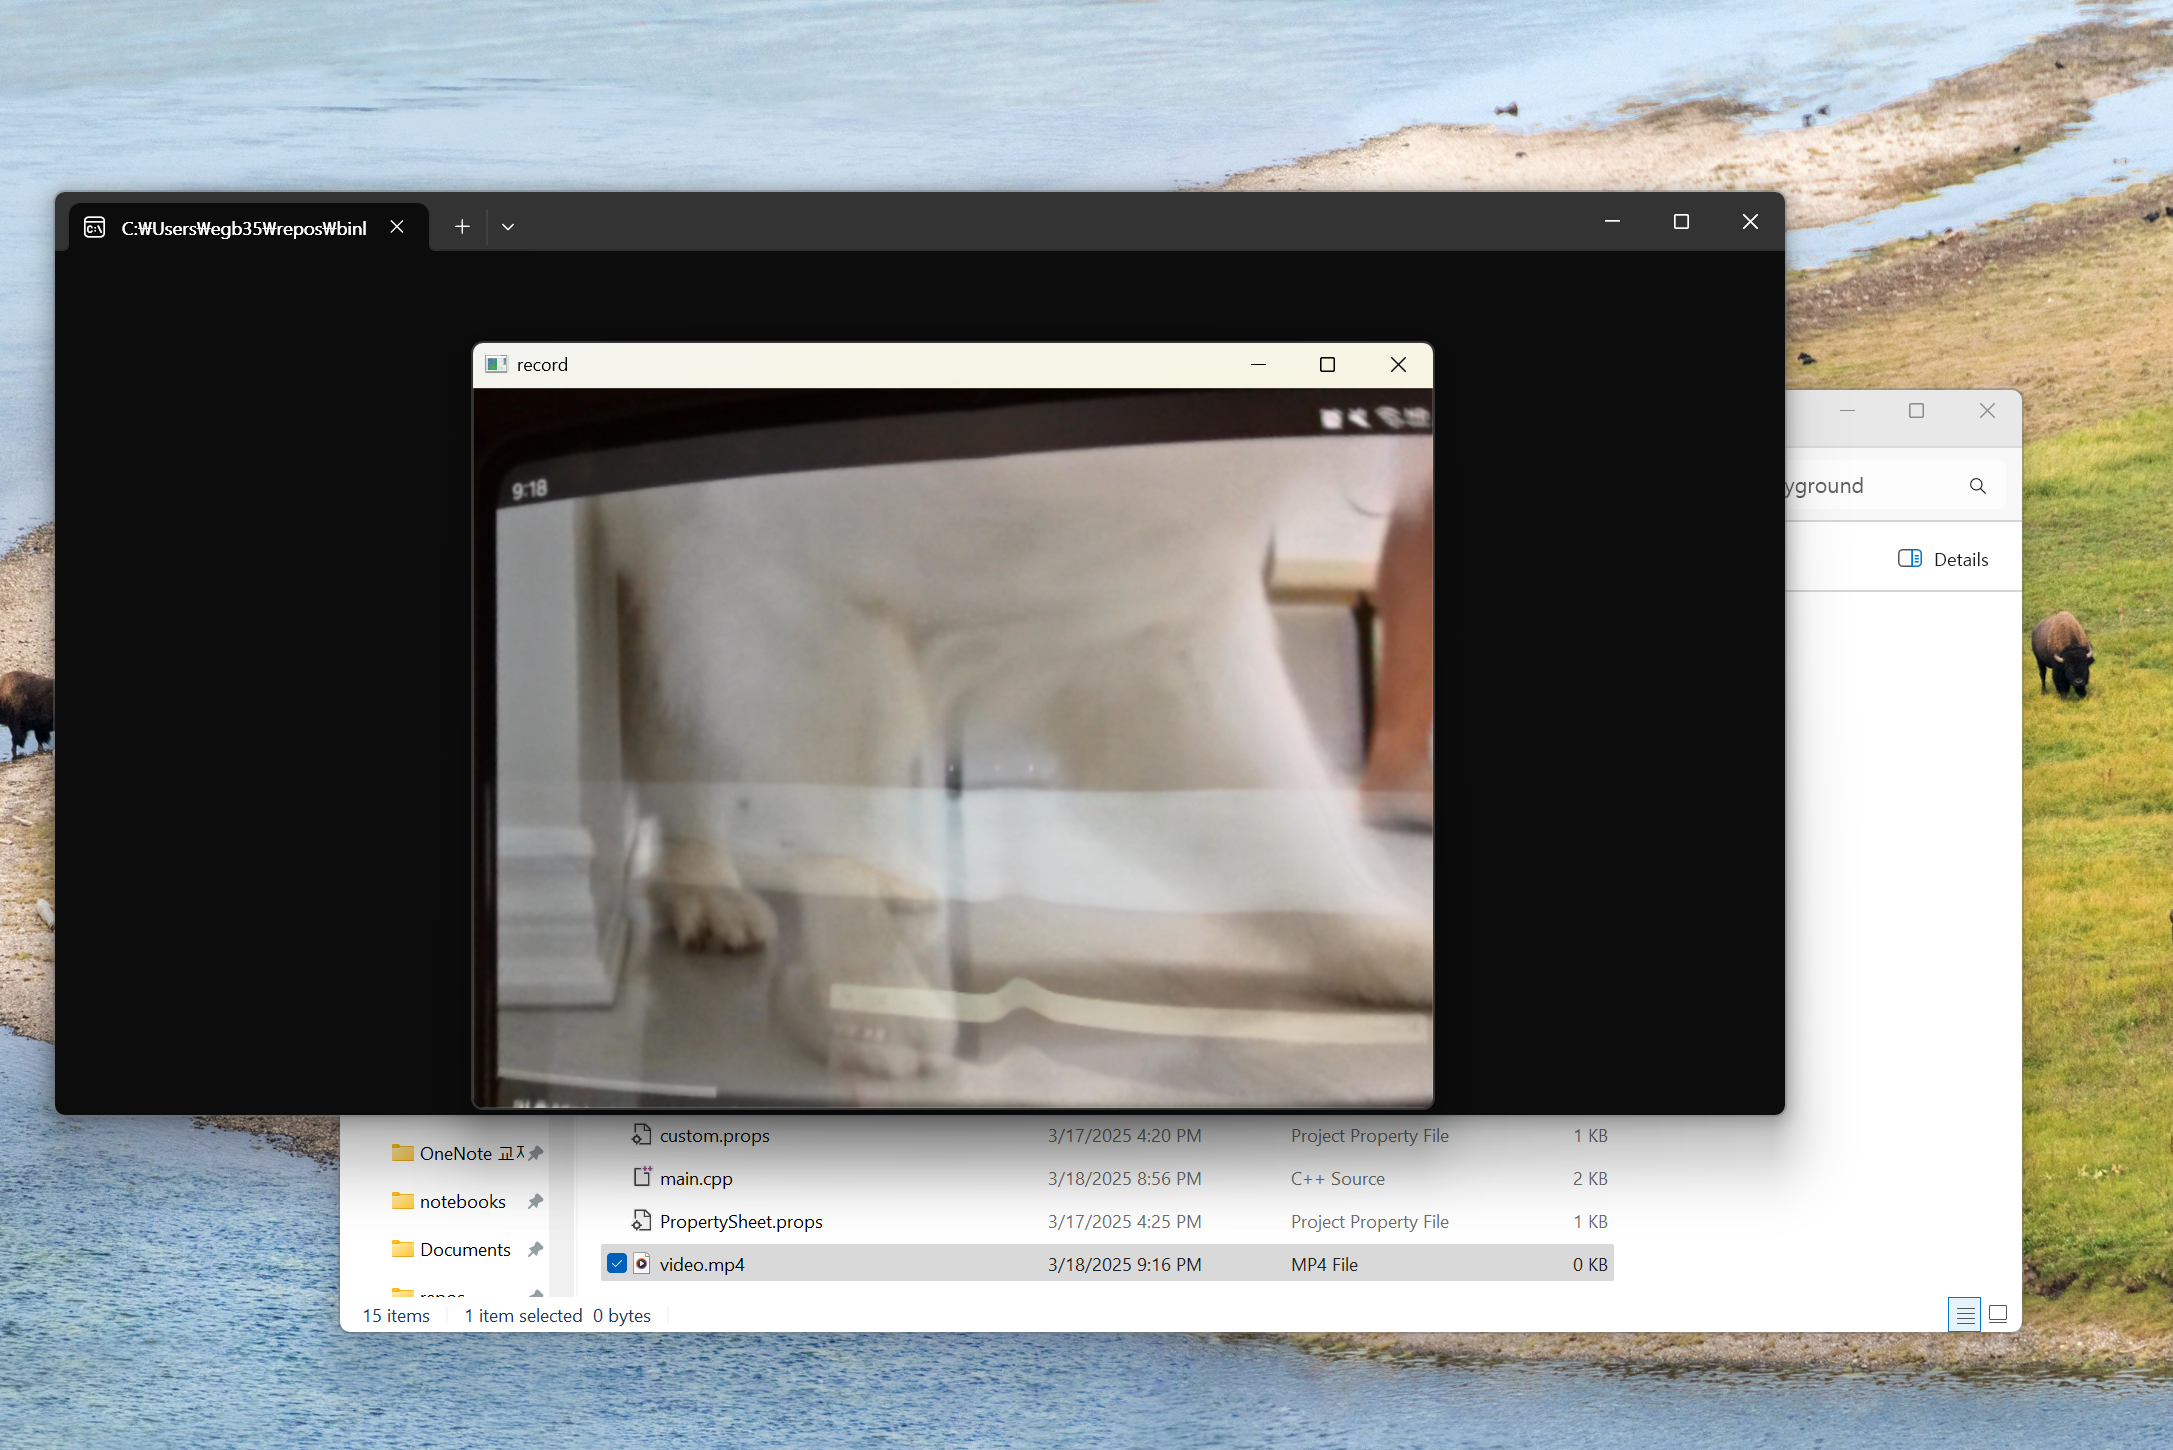 C:₩Users₩egb35₩repos₩binl
record
9:18
yground
Details
OneNote 교ㅈ
notebooks
Documents
repos
custom.props 3/17/2025 4:20 PM Project Property File 1 KB
main.cpp 3/18/2025 8:56 PM C++ Source 2 KB
PropertySheet.props 3/17/2025 4:25 PM Project Property File 1 KB
video.mp4 3/18/2025 9:16 PM MP4 File 0 KB
15 items 1 item selected 0 bytes